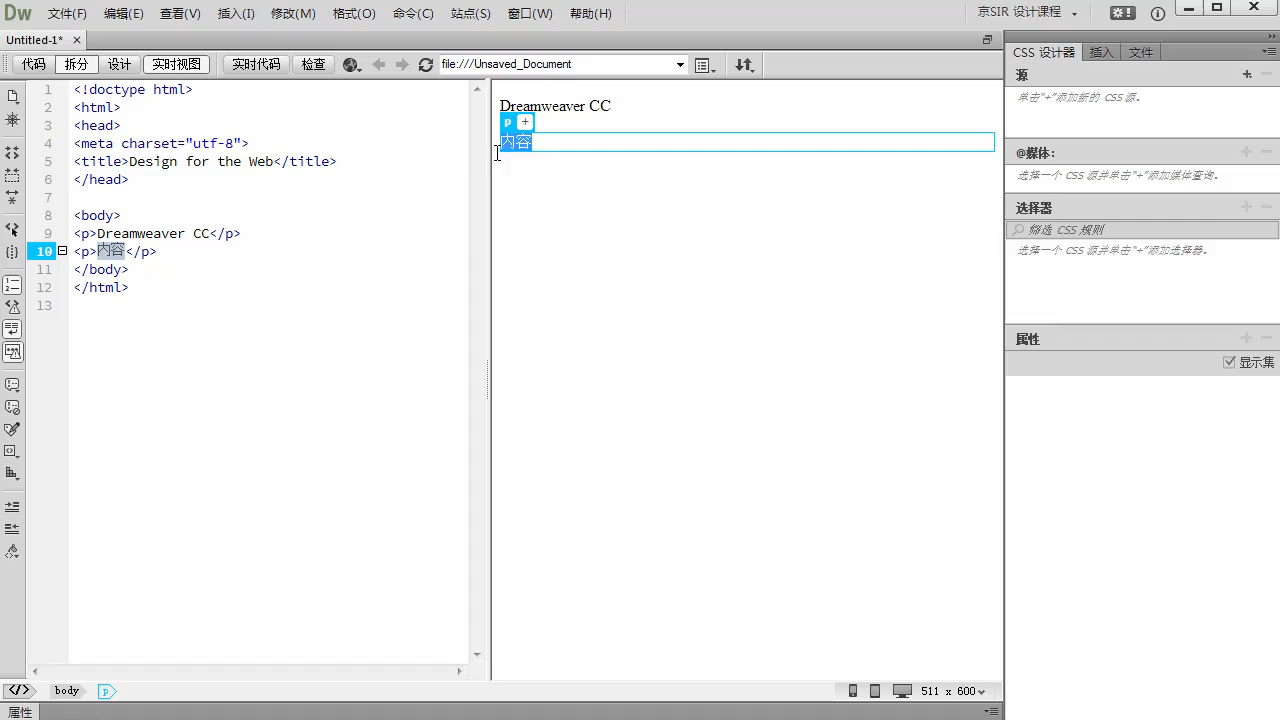 Dw 文件(F) 编辑(E) 查看(V) 插入(I) 修改(M) 格式(O) 命令(C) 站点(S) 窗口(W) 帮助(H) 京SIR 设计课程
Untitled-1* ×
代码 拆分 设计 实时视图 实时代码 检查 file:///Unsaved_Document
1 <!doctype html>
2 <html>
3 <head>
4 <meta charset="utf-8">
5 <title>Design for the Web</title>
6 </head>
7
8 <body>
9 <p>Dreamweaver CC</p>
10 <p>内容</p>
11 </body>
12 </html>
13
Dreamweaver CC
p +
内容
CSS 设计器 插入 文件
源
单击“+”添加新的 CSS 源.
@媒体:
选择一个 CSS 源并单击“+”添加媒体查询.
选择器
筛选 CSS 规则
选择一个 CSS 源并单击“+”添加选择器.
属性
显示集
body p
511 x 600
属性